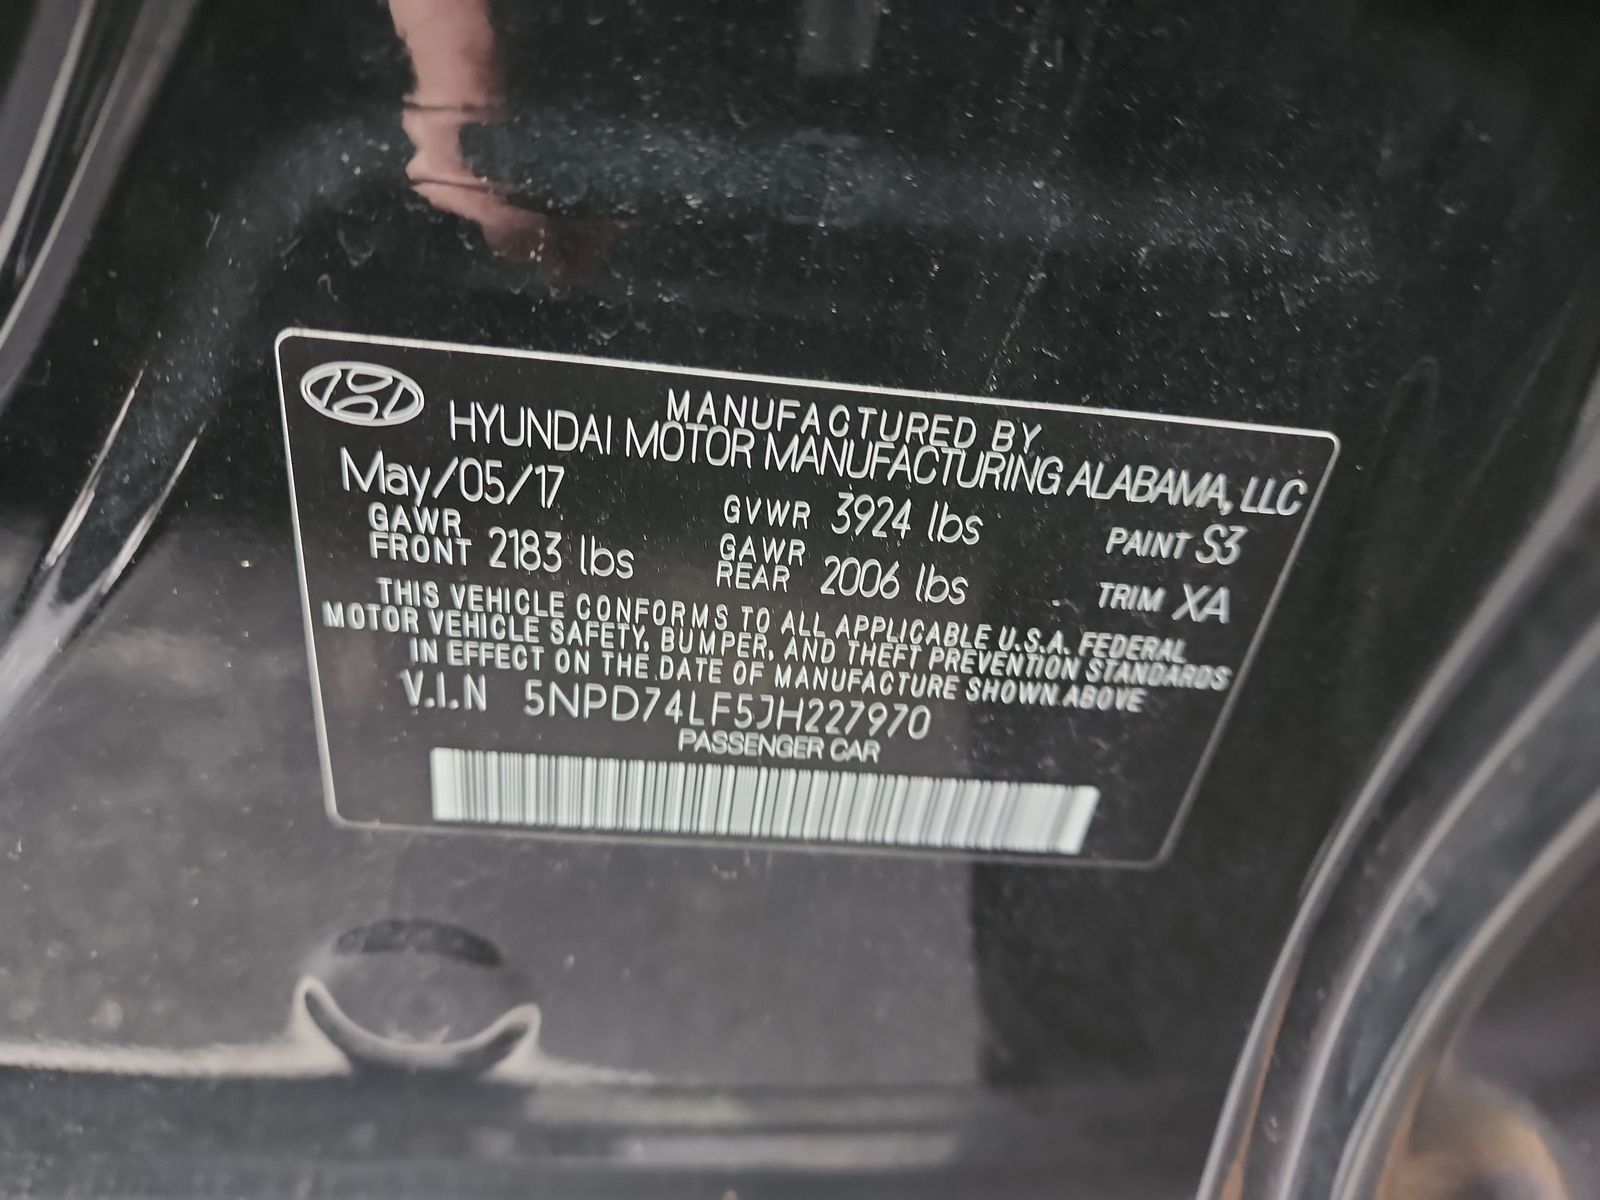 MANUFACTURED BY
HYUNDAI MOTOR MANUFACTURING ALABAMA, LLC
May/05/17 GVWR 3924 lbs PAINT S3
GAWR FRONT 2183 lbs GAWR REAR 2006 lbs TRIM XA
THIS VEHICLE CONFORMS TO ALL APPLICABLE U.S.A. FEDERAL
MOTOR VEHICLE SAFETY, BUMPER, AND THEFT PREVENTION STANDARDS
IN EFFECT ON THE DATE OF MANUFACTURE SHOWN ABOVE
V.I.N 5NPD74LF5JH227970
PASSENGER CAR